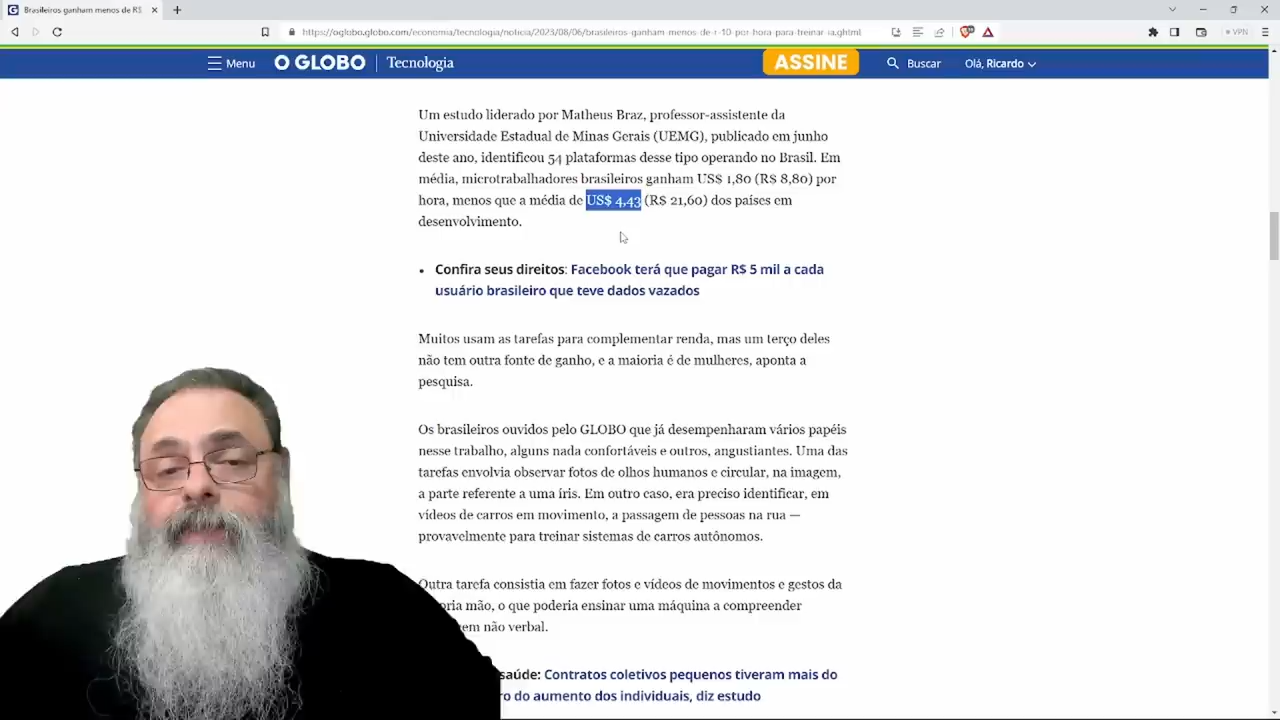 Brasileiros ganham menos de R$
https://oglobo.globo.com/economia/tecnologia/noticia/2023/08/06/brasileiros-ganham-menos-de-r-10-por-hora-para-treinar-ia.ghtml
VPN
Menu O GLOBO Tecnologia ASSINE Buscar Olá, Ricardo
Um estudo liderado por Matheus Braz, professor-assistente da
Universidade Estadual de Minas Gerais (UEMG), publicado em junho
deste ano, identificou 54 plataformas desse tipo operando no Brasil. Em
média, microtrabalhadores brasileiros ganham US$ 1,80 (R$ 8,80) por
hora, menos que a média de US$ 4,43 (R$ 21,60) dos países em
desenvolvimento.
• Confira seus direitos: Facebook terá que pagar R$ 5 mil a cada
usuário brasileiro que teve dados vazados
Muitos usam as tarefas para complementar renda, mas um terço deles
não tem outra fonte de ganho, e a maioria é de mulheres, aponta a
pesquisa.
Os brasileiros ouvidos pelo GLOBO que já desempenharam vários papéis
nesse trabalho, alguns nada confortáveis e outros, angustiantes. Uma das
tarefas envolvia observar fotos de olhos humanos e circular, na imagem,
a parte referente a uma íris. Em outro caso, era preciso identificar, em
vídeos de carros em movimento, a passagem de pessoas na rua —
provavelmente para treinar sistemas de carros autônomos.
Outra tarefa consistia em fazer fotos e vídeos de movimentos e gestos da
mão, o que poderia ensinar uma máquina a compreender
não verbal.
saúde: Contratos coletivos pequenos tiveram mais do
do aumento dos individuais, diz estudo